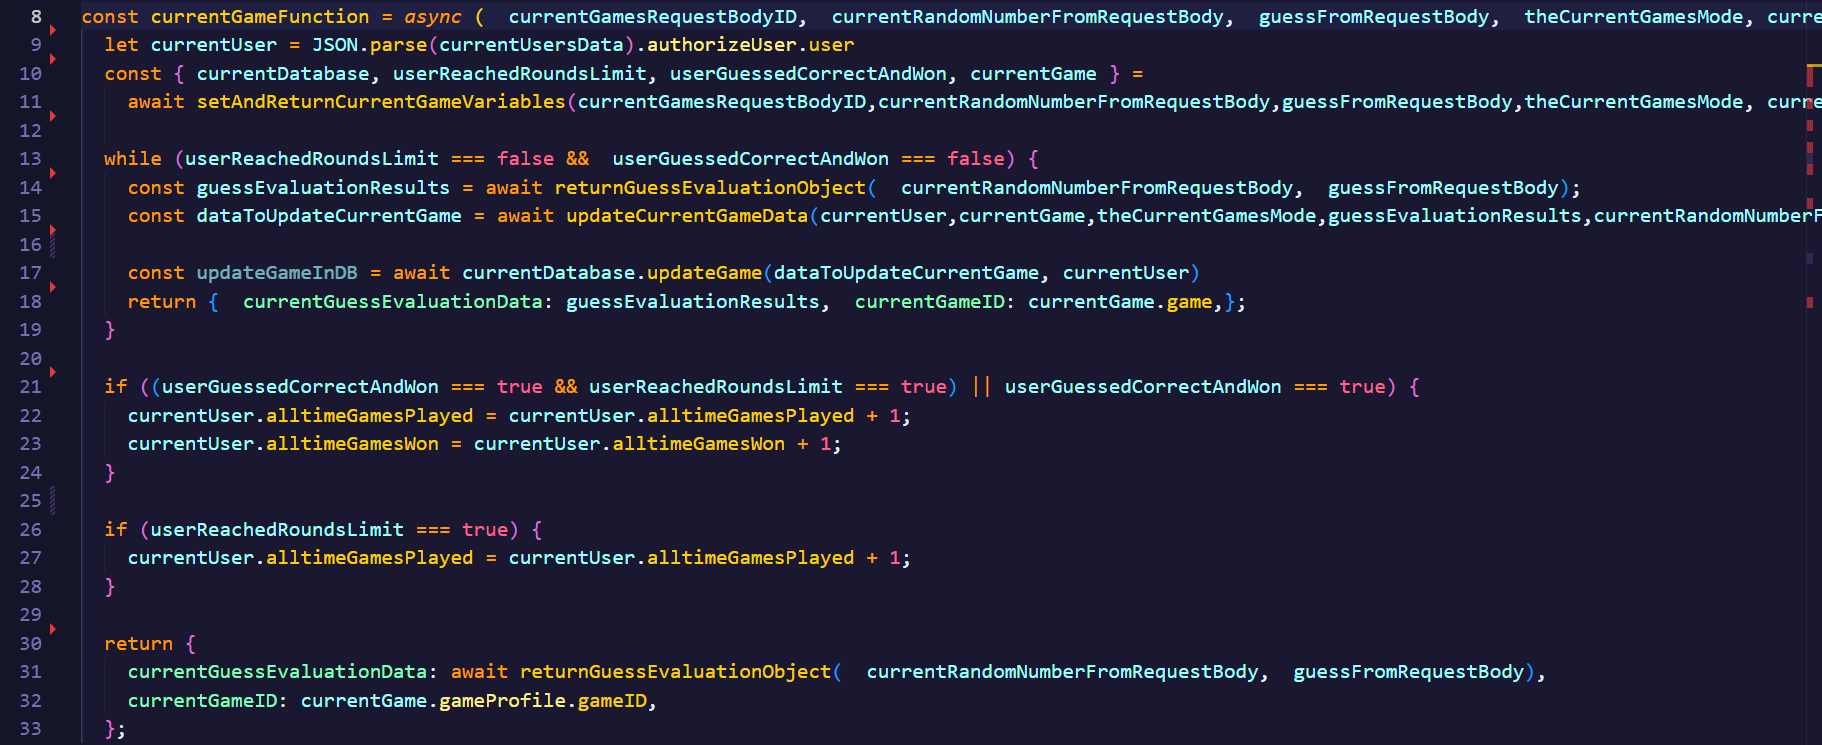 8 const currentGameFunction = async (  currentGamesRequestBodyID,  currentRandomNumberFromRequestBody,  guessFromRequestBody,  theCurrentGamesMode, curre
9   let currentUser = JSON.parse(currentUsersData).authorizeUser.user
10   const { currentDatabase, userReachedRoundsLimit, userGuessedCorrectAndWon, currentGame } =
11     await setAndReturnCurrentGameVariables(currentGamesRequestBodyID,currentRandomNumberFromRequestBody,guessFromRequestBody,theCurrentGamesMode, curre
12
13   while (userReachedRoundsLimit === false &&  userGuessedCorrectAndWon === false) {
14     const guessEvaluationResults = await returnGuessEvaluationObject(  currentRandomNumberFromRequestBody,  guessFromRequestBody);
15     const dataToUpdateCurrentGame = await updateCurrentGameData(currentUser,currentGame,theCurrentGamesMode,guessEvaluationResults,currentRandomNumberF
16
17     const updateGameInDB = await currentDatabase.updateGame(dataToUpdateCurrentGame, currentUser)
18     return {  currentGuessEvaluationData: guessEvaluationResults,  currentGameID: currentGame.game,};
19   }
20
21   if ((userGuessedCorrectAndWon === true && userReachedRoundsLimit === true) || userGuessedCorrectAndWon === true) {
22     currentUser.alltimeGamesPlayed = currentUser.alltimeGamesPlayed + 1;
23     currentUser.alltimeGamesWon = currentUser.alltimeGamesWon + 1;
24   }
25
26   if (userReachedRoundsLimit === true) {
27     currentUser.alltimeGamesPlayed = currentUser.alltimeGamesPlayed + 1;
28   }
29
30   return {
31     currentGuessEvaluationData: await returnGuessEvaluationObject(  currentRandomNumberFromRequestBody,  guessFromRequestBody),
32     currentGameID: currentGame.gameProfile.gameID,
33   };